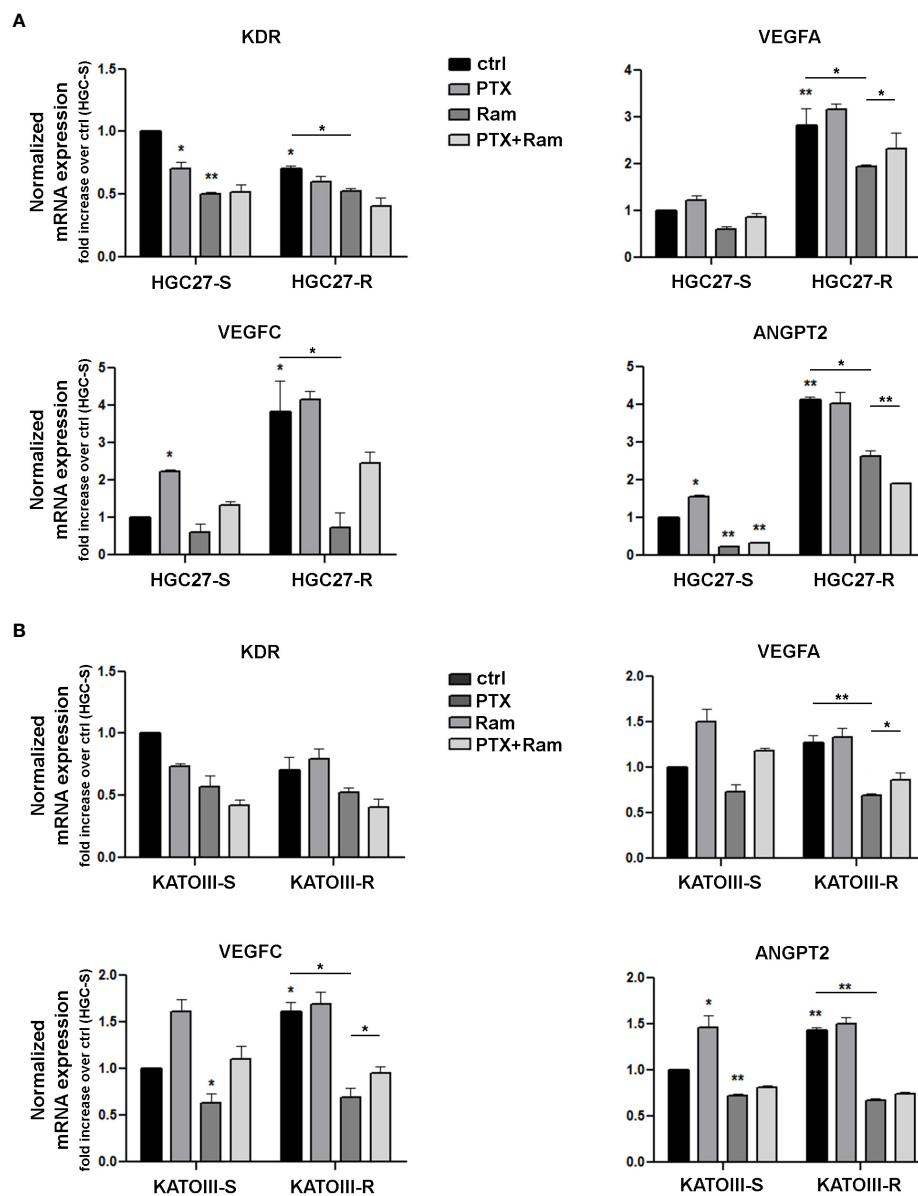 A
KDR
Normalized
mRNA expression
fold increase over ctrl (HGC-S)
1.5
1.0
0.5
0.0
*
**
*
*
HGC27-S
HGC27-R
ctrl
PTX
Ram
PTX+Ram
VEGFA
4
3
2
1
0
**
*
*
HGC27-S
HGC27-R
VEGFC
Normalized
mRNA expression
fold increase over ctrl (HGC-S)
5
4
3
2
1
0
*
*
*
HGC27-S
HGC27-R
ANGPT2
5
4
3
2
1
0
*
**
**
**
*
**
HGC27-S
HGC27-R
B
KDR
Normalized
mRNA expression
fold increase over ctrl (HGC-S)
1.5
1.0
0.5
0.0
KATOIII-S
KATOIII-R
ctrl
PTX
Ram
PTX+Ram
VEGFA
2.0
1.5
1.0
0.5
0.0
**
*
KATOIII-S
KATOIII-R
VEGFC
Normalized
mRNA expression
fold increase over ctrl (HGC-S)
2.0
1.5
1.0
0.5
0.0
*
*
*
*
KATOIII-S
KATOIII-R
ANGPT2
2.0
1.5
1.0
0.5
0.0
*
**
**
**
KATOIII-S
KATOIII-R